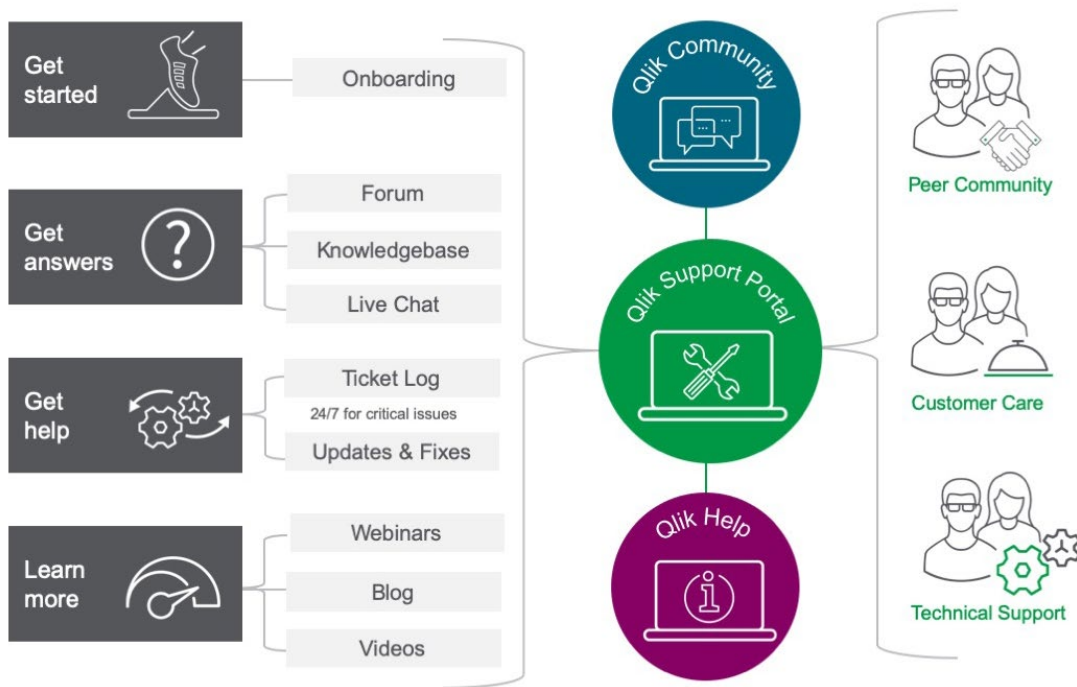 Get
started
Onboarding
Get
answers
Forum
Knowledgebase
Live Chat
Get
help
Ticket Log
24/7 for critical issues
Updates & Fixes
Learn
more
Webinars
Blog
Videos
Qlik Community
Qlik Support Portal
Qlik Help
Peer Community
Customer Care
Technical Support